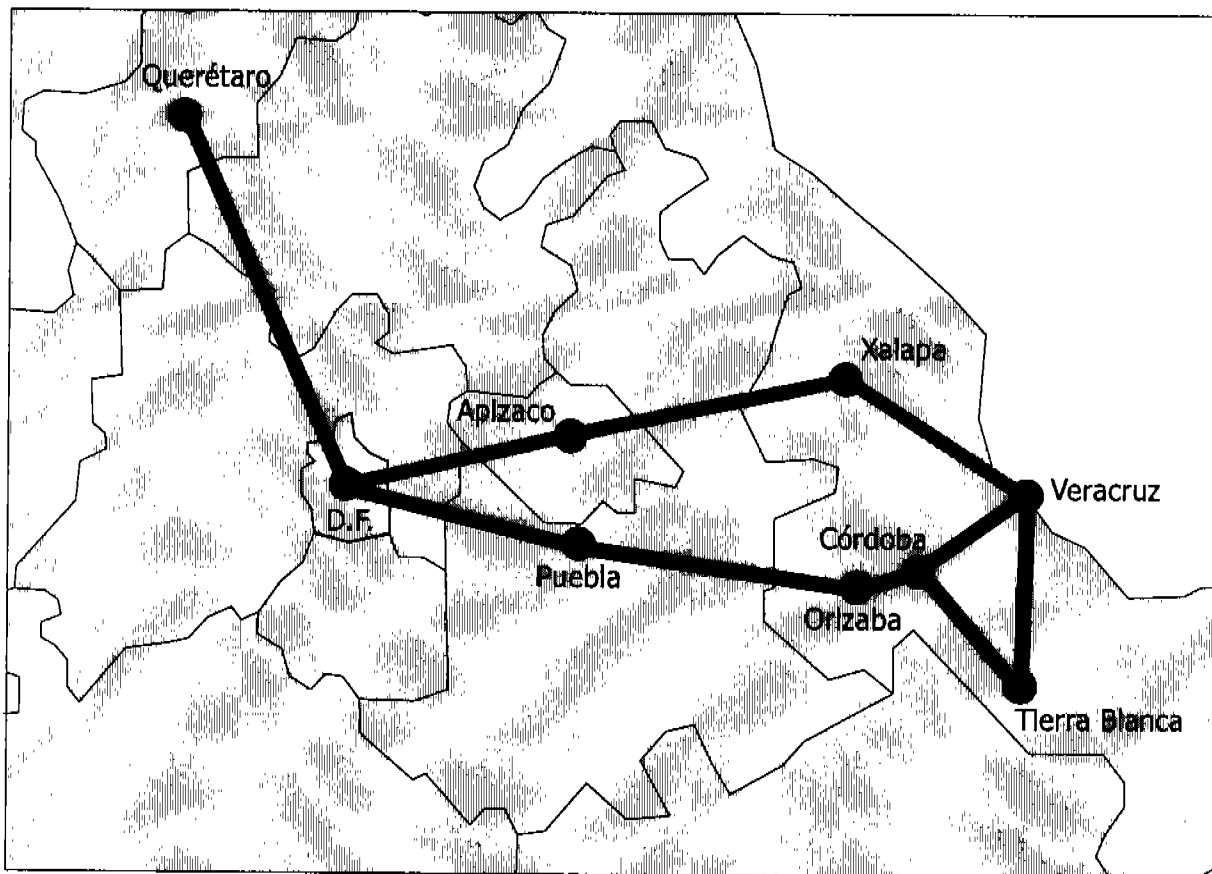 Querétaro
Xalapa
Apizaco
Veracruz
D.F.
Córdoba
Puebla
Orizaba
Tierra Blanca